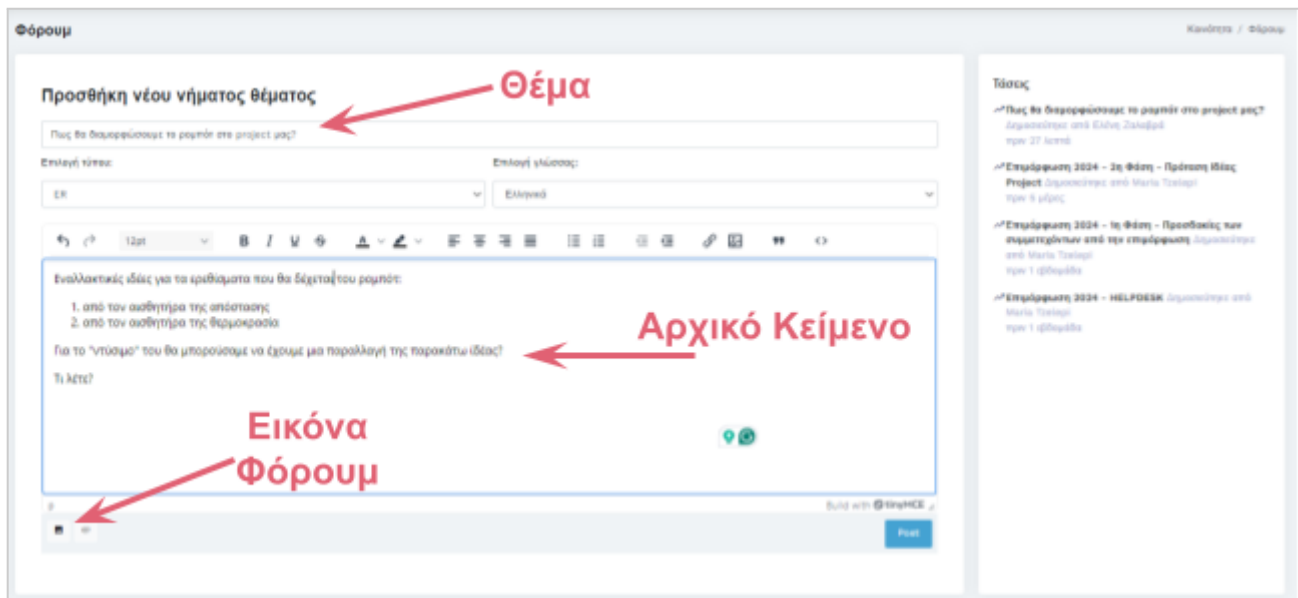 Φόρουμ
Κοινότητα / Φόρουμ
Προσθήκη νέου νήματος θέματος
Θέμα
Πως θα διαμορφώσουμε το ρομπότ στο project μας?
Επιλογή τύπου:
Επιλογή γλώσσας:
ER
Ελληνικά
12pt
B I U S A
Εναλλακτικές ιδέες για τα ερεθίσματα που θα δέχεται του ρομπότ:
1. από τον αισθητήρα της απόστασης
2. από τον αισθητήρα της θερμοκρασία
Αρχικό Κείμενο
Για το "ντύσιμο" του θα μπορούσαμε να έχουμε μια παραλλαγή της παρακάτω ιδέας?
Τι λέτε?
Εικόνα
Φόρουμ
Build with tinyMCE
Post
Τάσεις
Πως θα διαμορφώσουμε το ρομπότ στο project μας?
Δημοσιεύτηκε από Ελένη
πριν 27 λεπτά
Επιμόρφωση 2024 – 2η Φάση – Πρόταση Ιδέας
Project Δημοσιεύτηκε από Maria Tzelepi
πριν 6 μέρες
Επιμόρφωση 2024 – 1η Φάση – Προσδοκίες των
συμμετεχόντων από την επιμόρφωση Δημοσιεύτηκε
από Maria Tzelepi
πριν 1 εβδομάδα
Επιμόρφωση 2024 – HELPDESK Δημοσιεύτηκε από
Maria Tzelepi
πριν 1 εβδομάδα